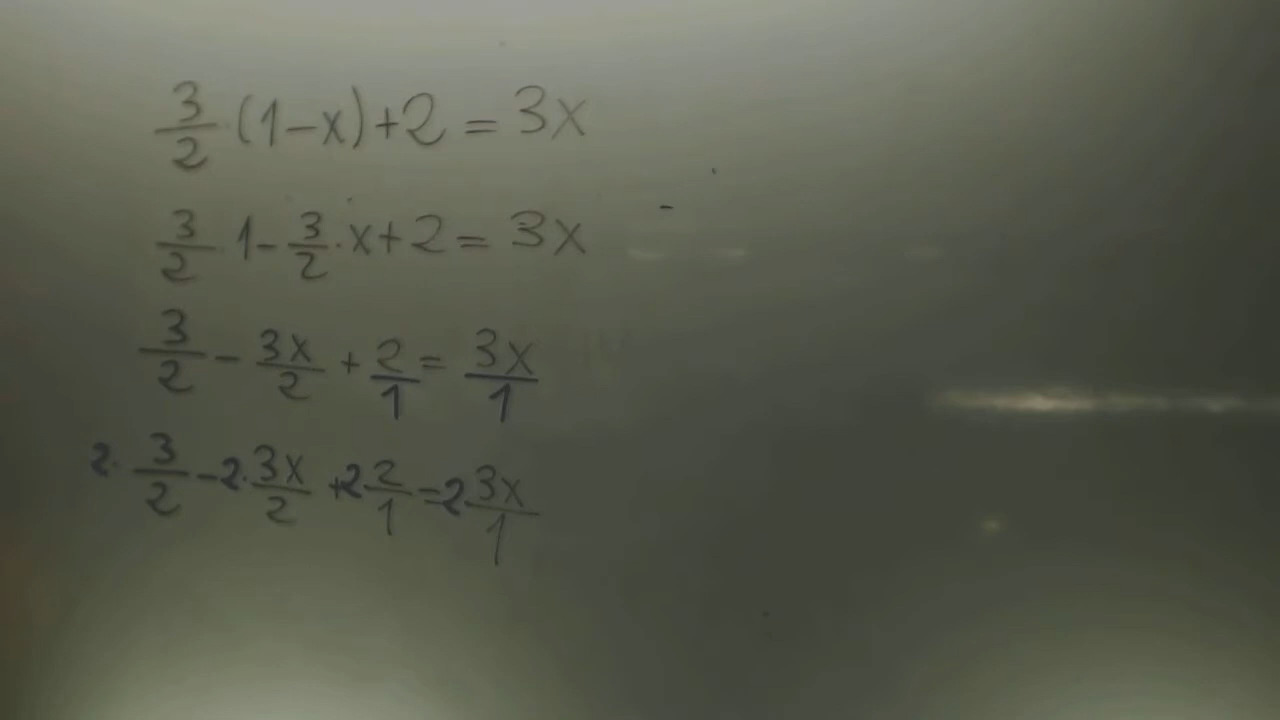 3/2 · (1-x)+2 = 3x
3/2 · 1 - 3/2 · x+2 = 3x
3/2 - 3x/2 + 2/1 = 3x/1
2 · 3/2 - 2 · 3x/2 + 2 2/1 = 2 3x/1